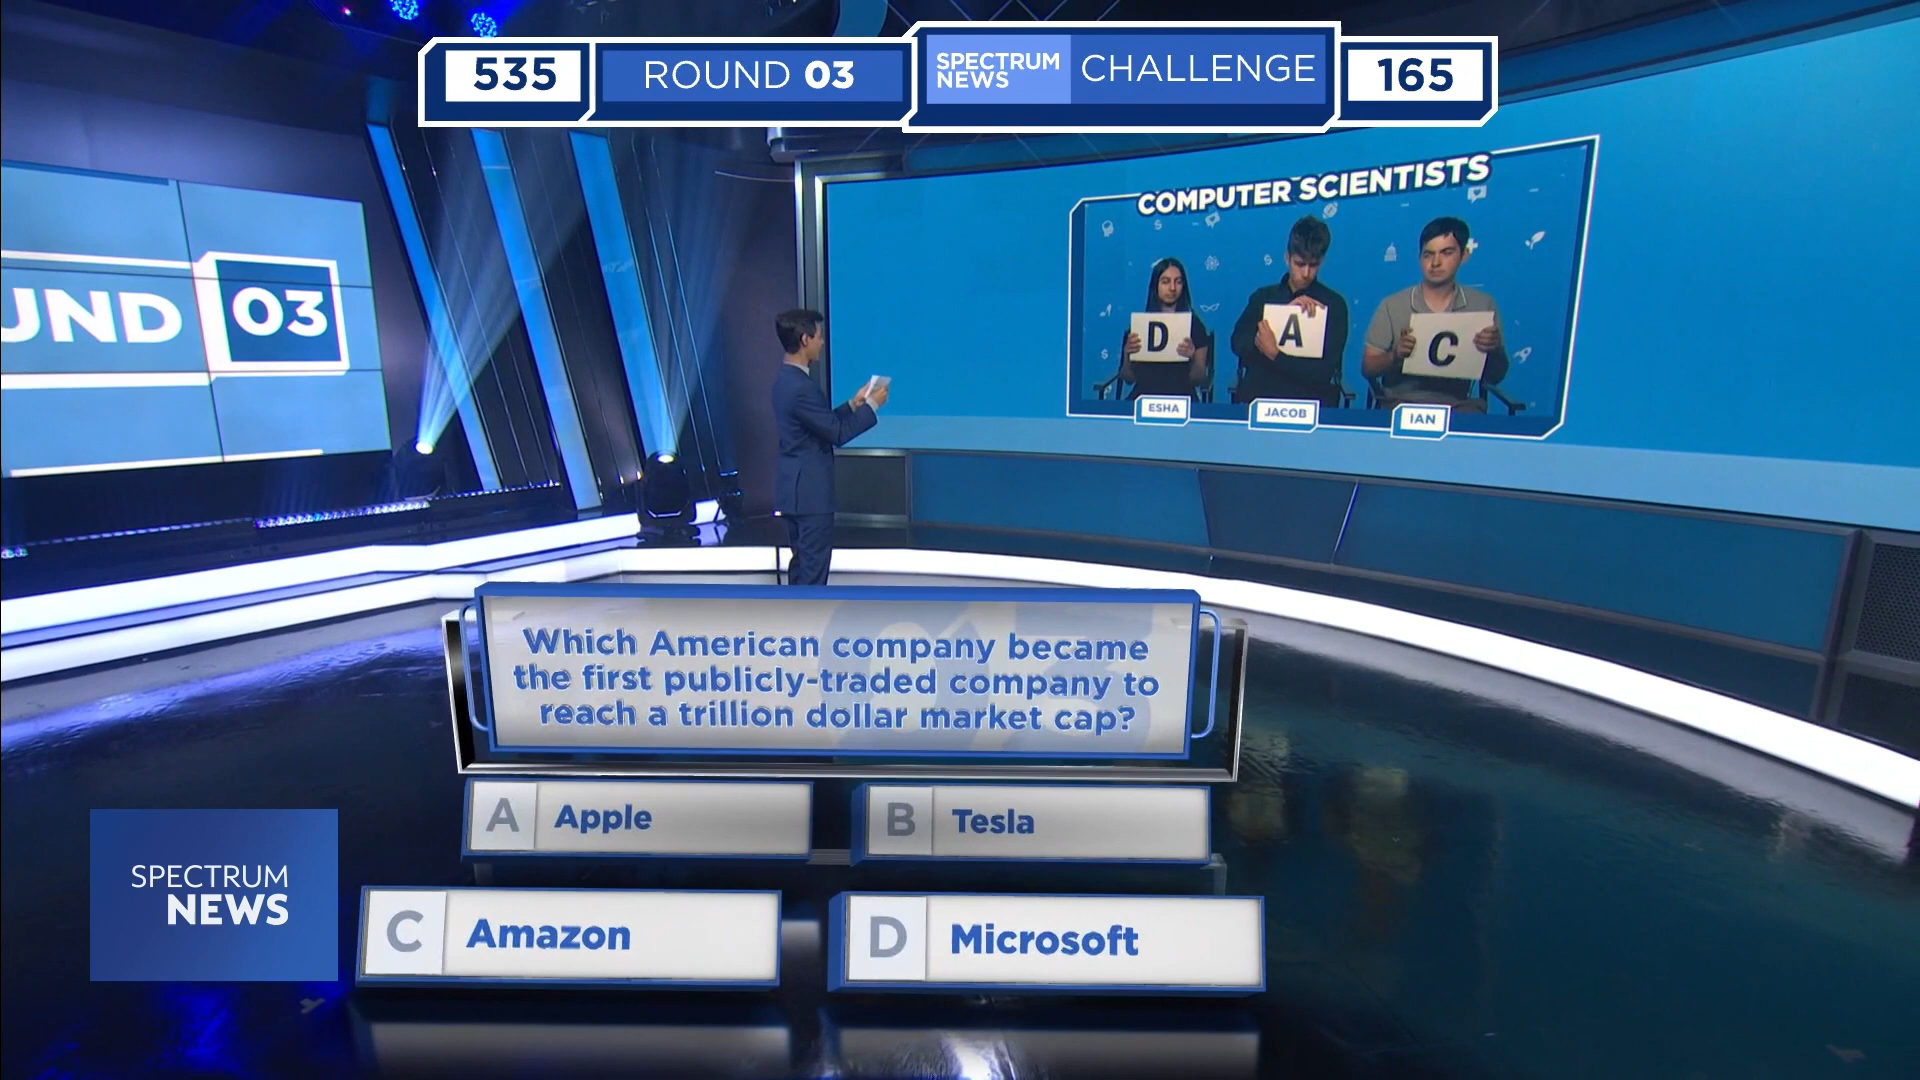 535
ROUND 03
SPECTRUM
NEWS
CHALLENGE
165
COMPUTER SCIENTISTS
UND 03
D
A
C
ESHA
JACOB
IAN
Which American company became
the first publicly-traded company to
reach a trillion dollar market cap?
A Apple
B Tesla
C Amazon
D Microsoft
SPECTRUM
NEWS